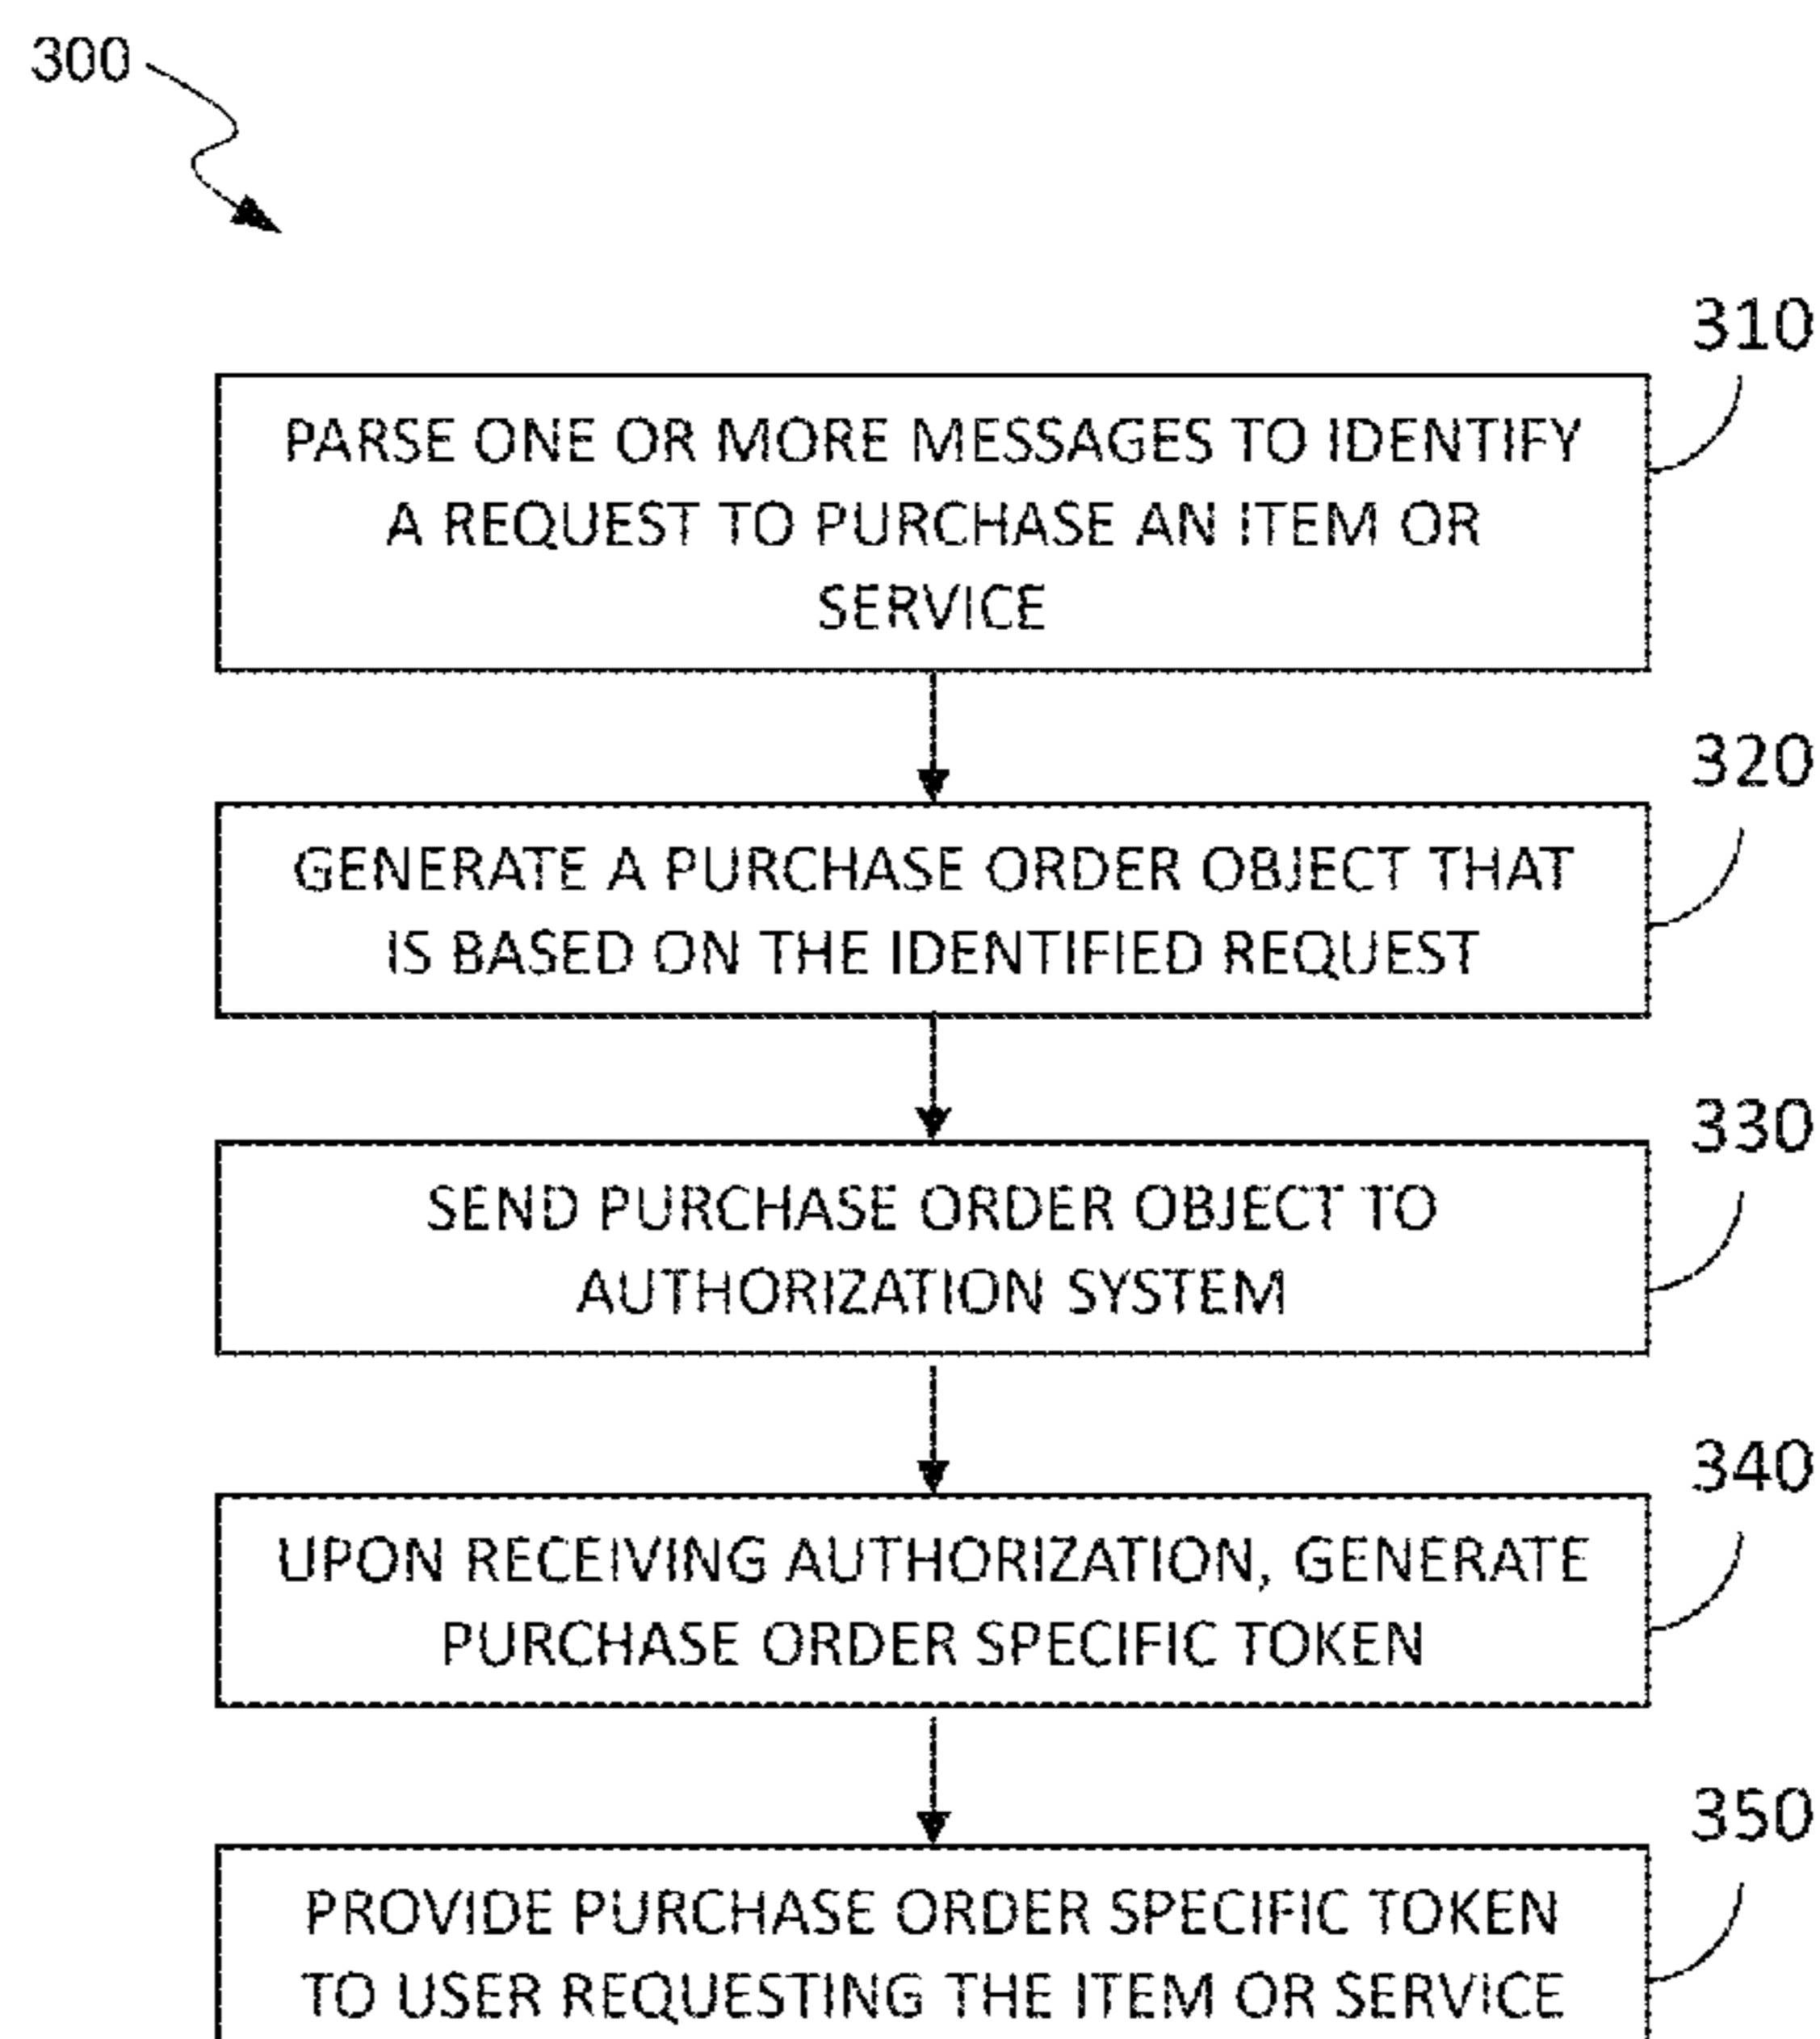 300
310
PARSE ONE OR MORE MESSAGES TO IDENTIFY
A REQUEST TO PURCHASE AN ITEM OR
SERVICE
320
GENERATE A PURCHASE ORDER OBJECT THAT
IS BASED ON THE IDENTIFIED REQUEST
330
SEND PURCHASE ORDER OBJECT TO
AUTHORIZATION SYSTEM
340
UPON RECEIVING AUTHORIZATION, GENERATE
PURCHASE ORDER SPECIFIC TOKEN
350
PROVIDE PURCHASE ORDER SPECIFIC TOKEN
TO USER REQUESTING THE ITEM OR SERVICE